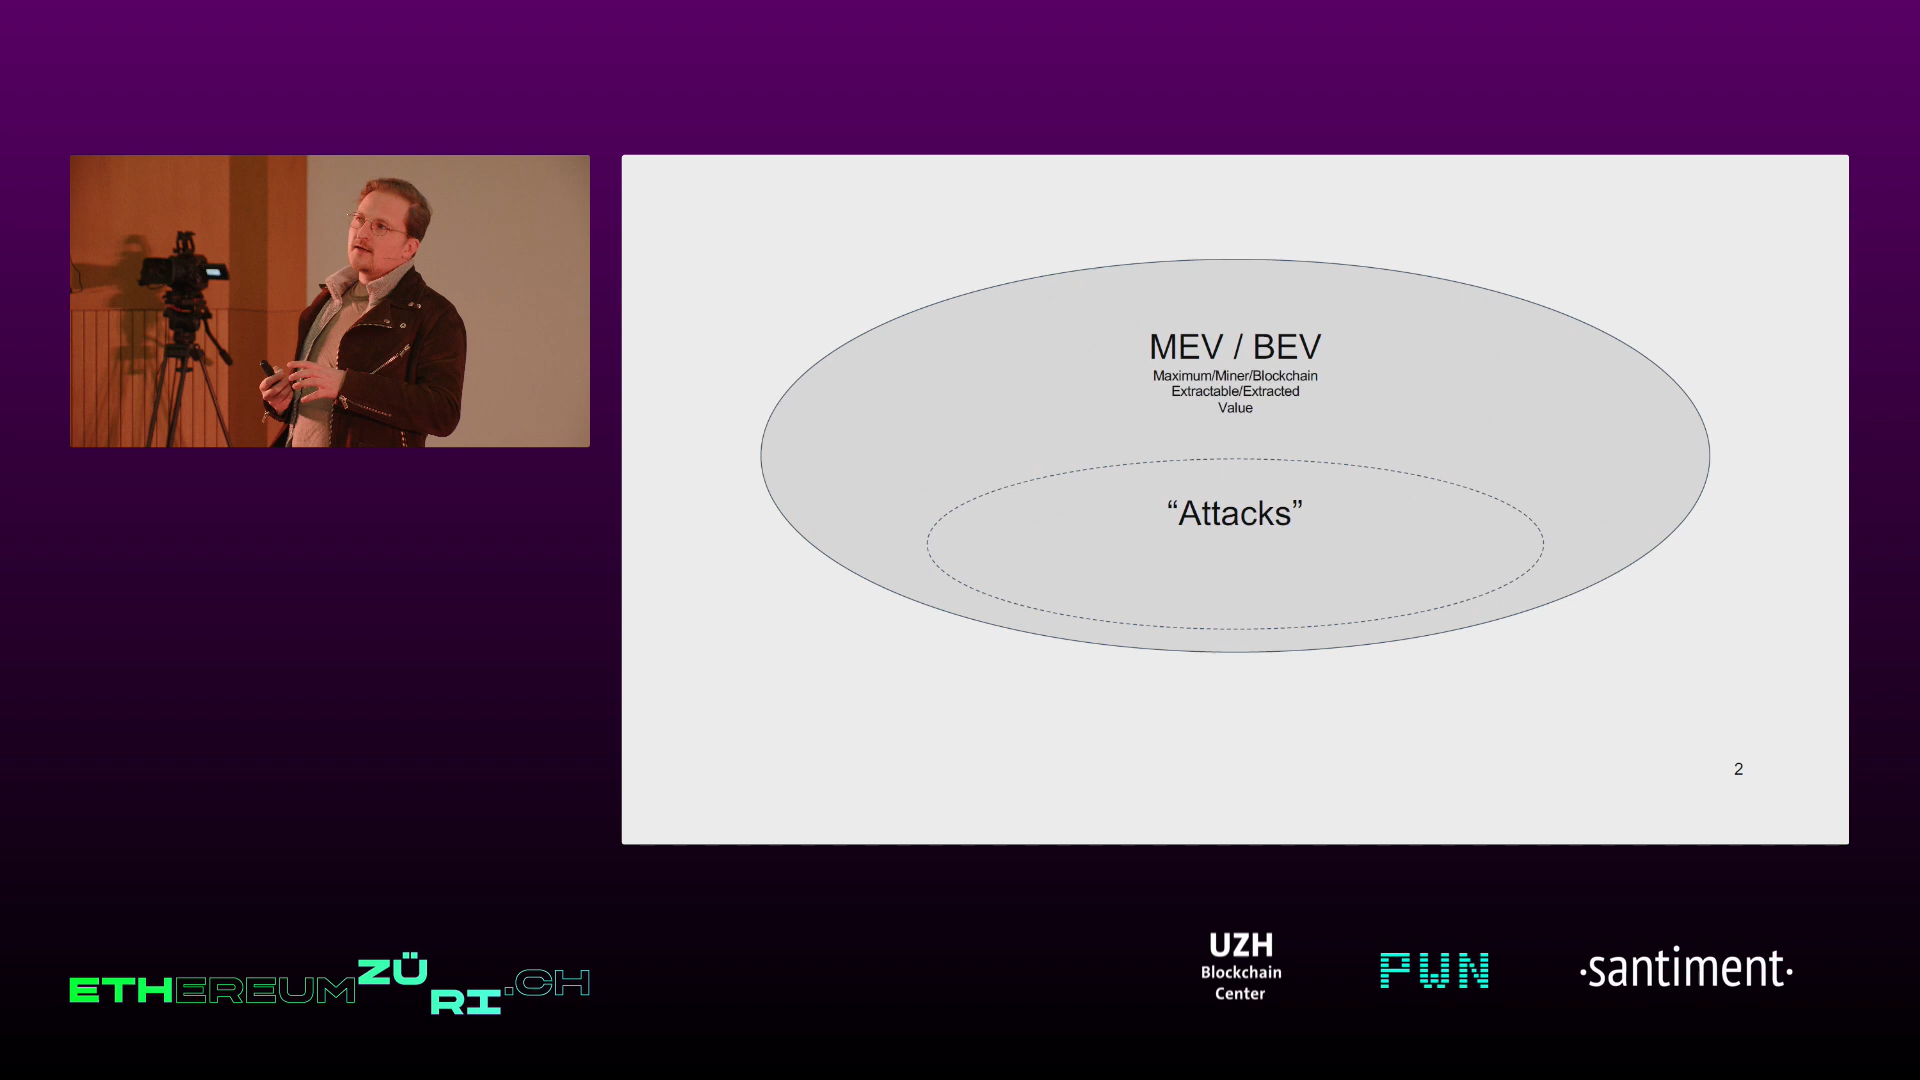 MEV / BEV
Maximum/Miner/Blockchain
Extractable/Extracted
Value
“Attacks”
2
ETHEREUMZÜRI.CH
UZH
Blockchain
Center
PWN
·santiment·